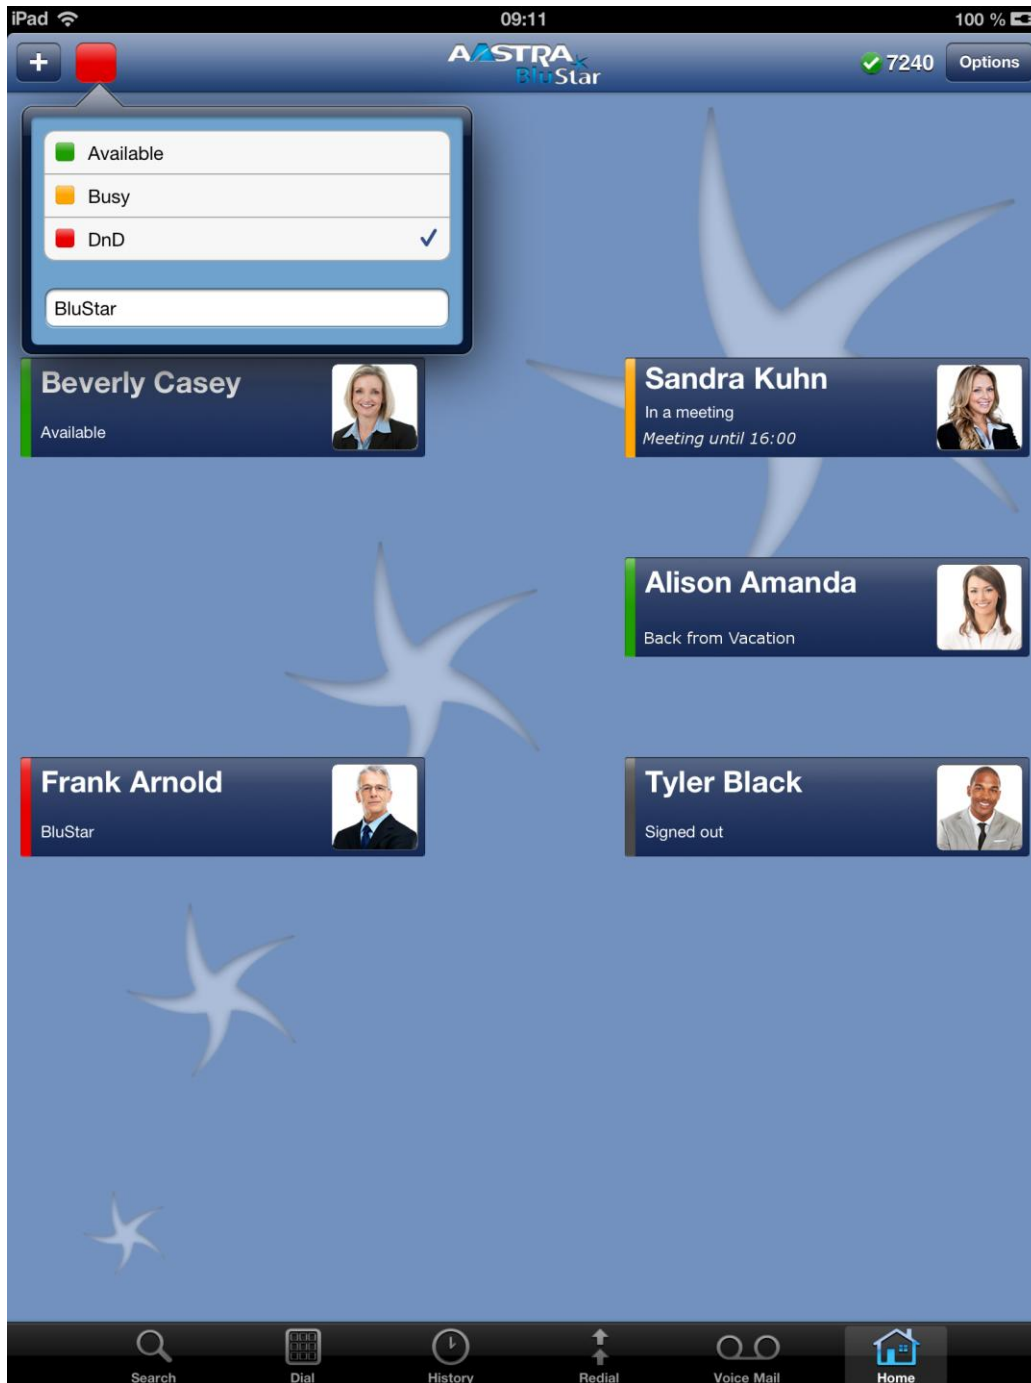 iPad 09:11 100 %
+ AASTRA 7240 Options
BluStar
Available
Busy
DnD
BluStar
Beverly Casey
Available
Sandra Kuhn
In a meeting
Meeting until 16:00
Alison Amanda
Back from Vacation
Frank Arnold
BluStar
Tyler Black
Signed out
Search Dial History Redial Voice Mail Home